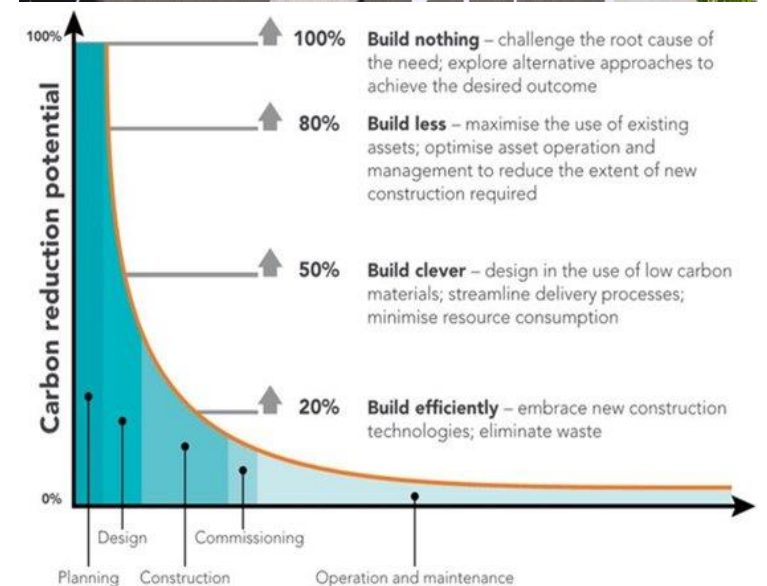 100%
100% Build nothing – challenge the root cause of
the need; explore alternative approaches to
achieve the desired outcome
80% Build less – maximise the use of existing
assets; optimise asset operation and
management to reduce the extent of new
construction required
50% Build clever – design in the use of low carbon
materials; streamline delivery processes;
minimise resource consumption
20% Build efficiently – embrace new construction
technologies; eliminate waste
Carbon reduction potential
0%
Design Commissioning
Planning Construction Operation and maintenance